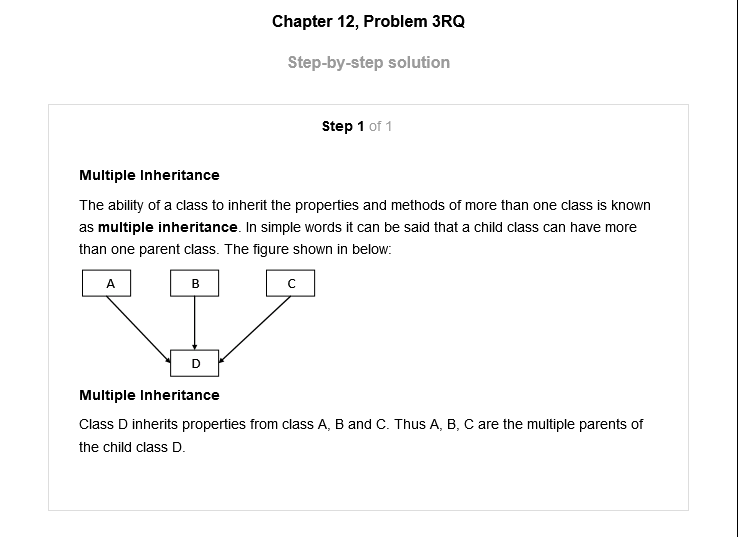 Chapter 12, Problem 3RQ
Step-by-step solution
Step 1 of 1
Multiple Inheritance
The ability of a class to inherit the properties and methods of more than one class is known
as multiple inheritance. In simple words it can be said that a child class can have more
than one parent class. The figure shown in below:
A B C
D
Multiple Inheritance
Class D inherits properties from class A, B and C. Thus A, B, C are the multiple parents of
the child class D.